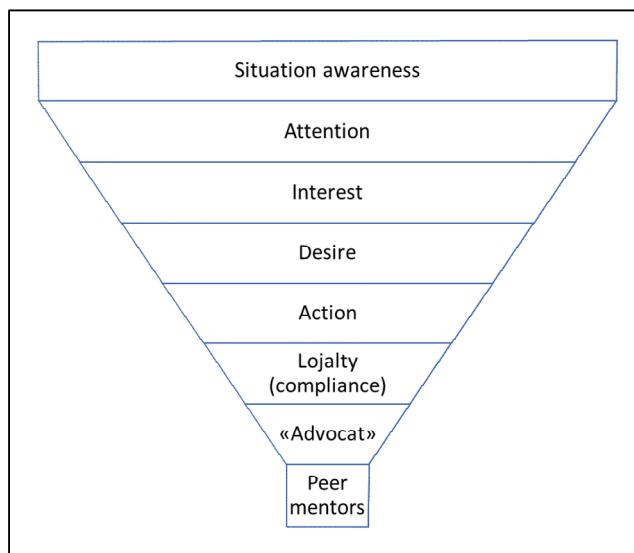 Situation awareness
Attention
Interest
Desire
Action
Lojalty
(compliance)
«Advocat»
Peer
mentors